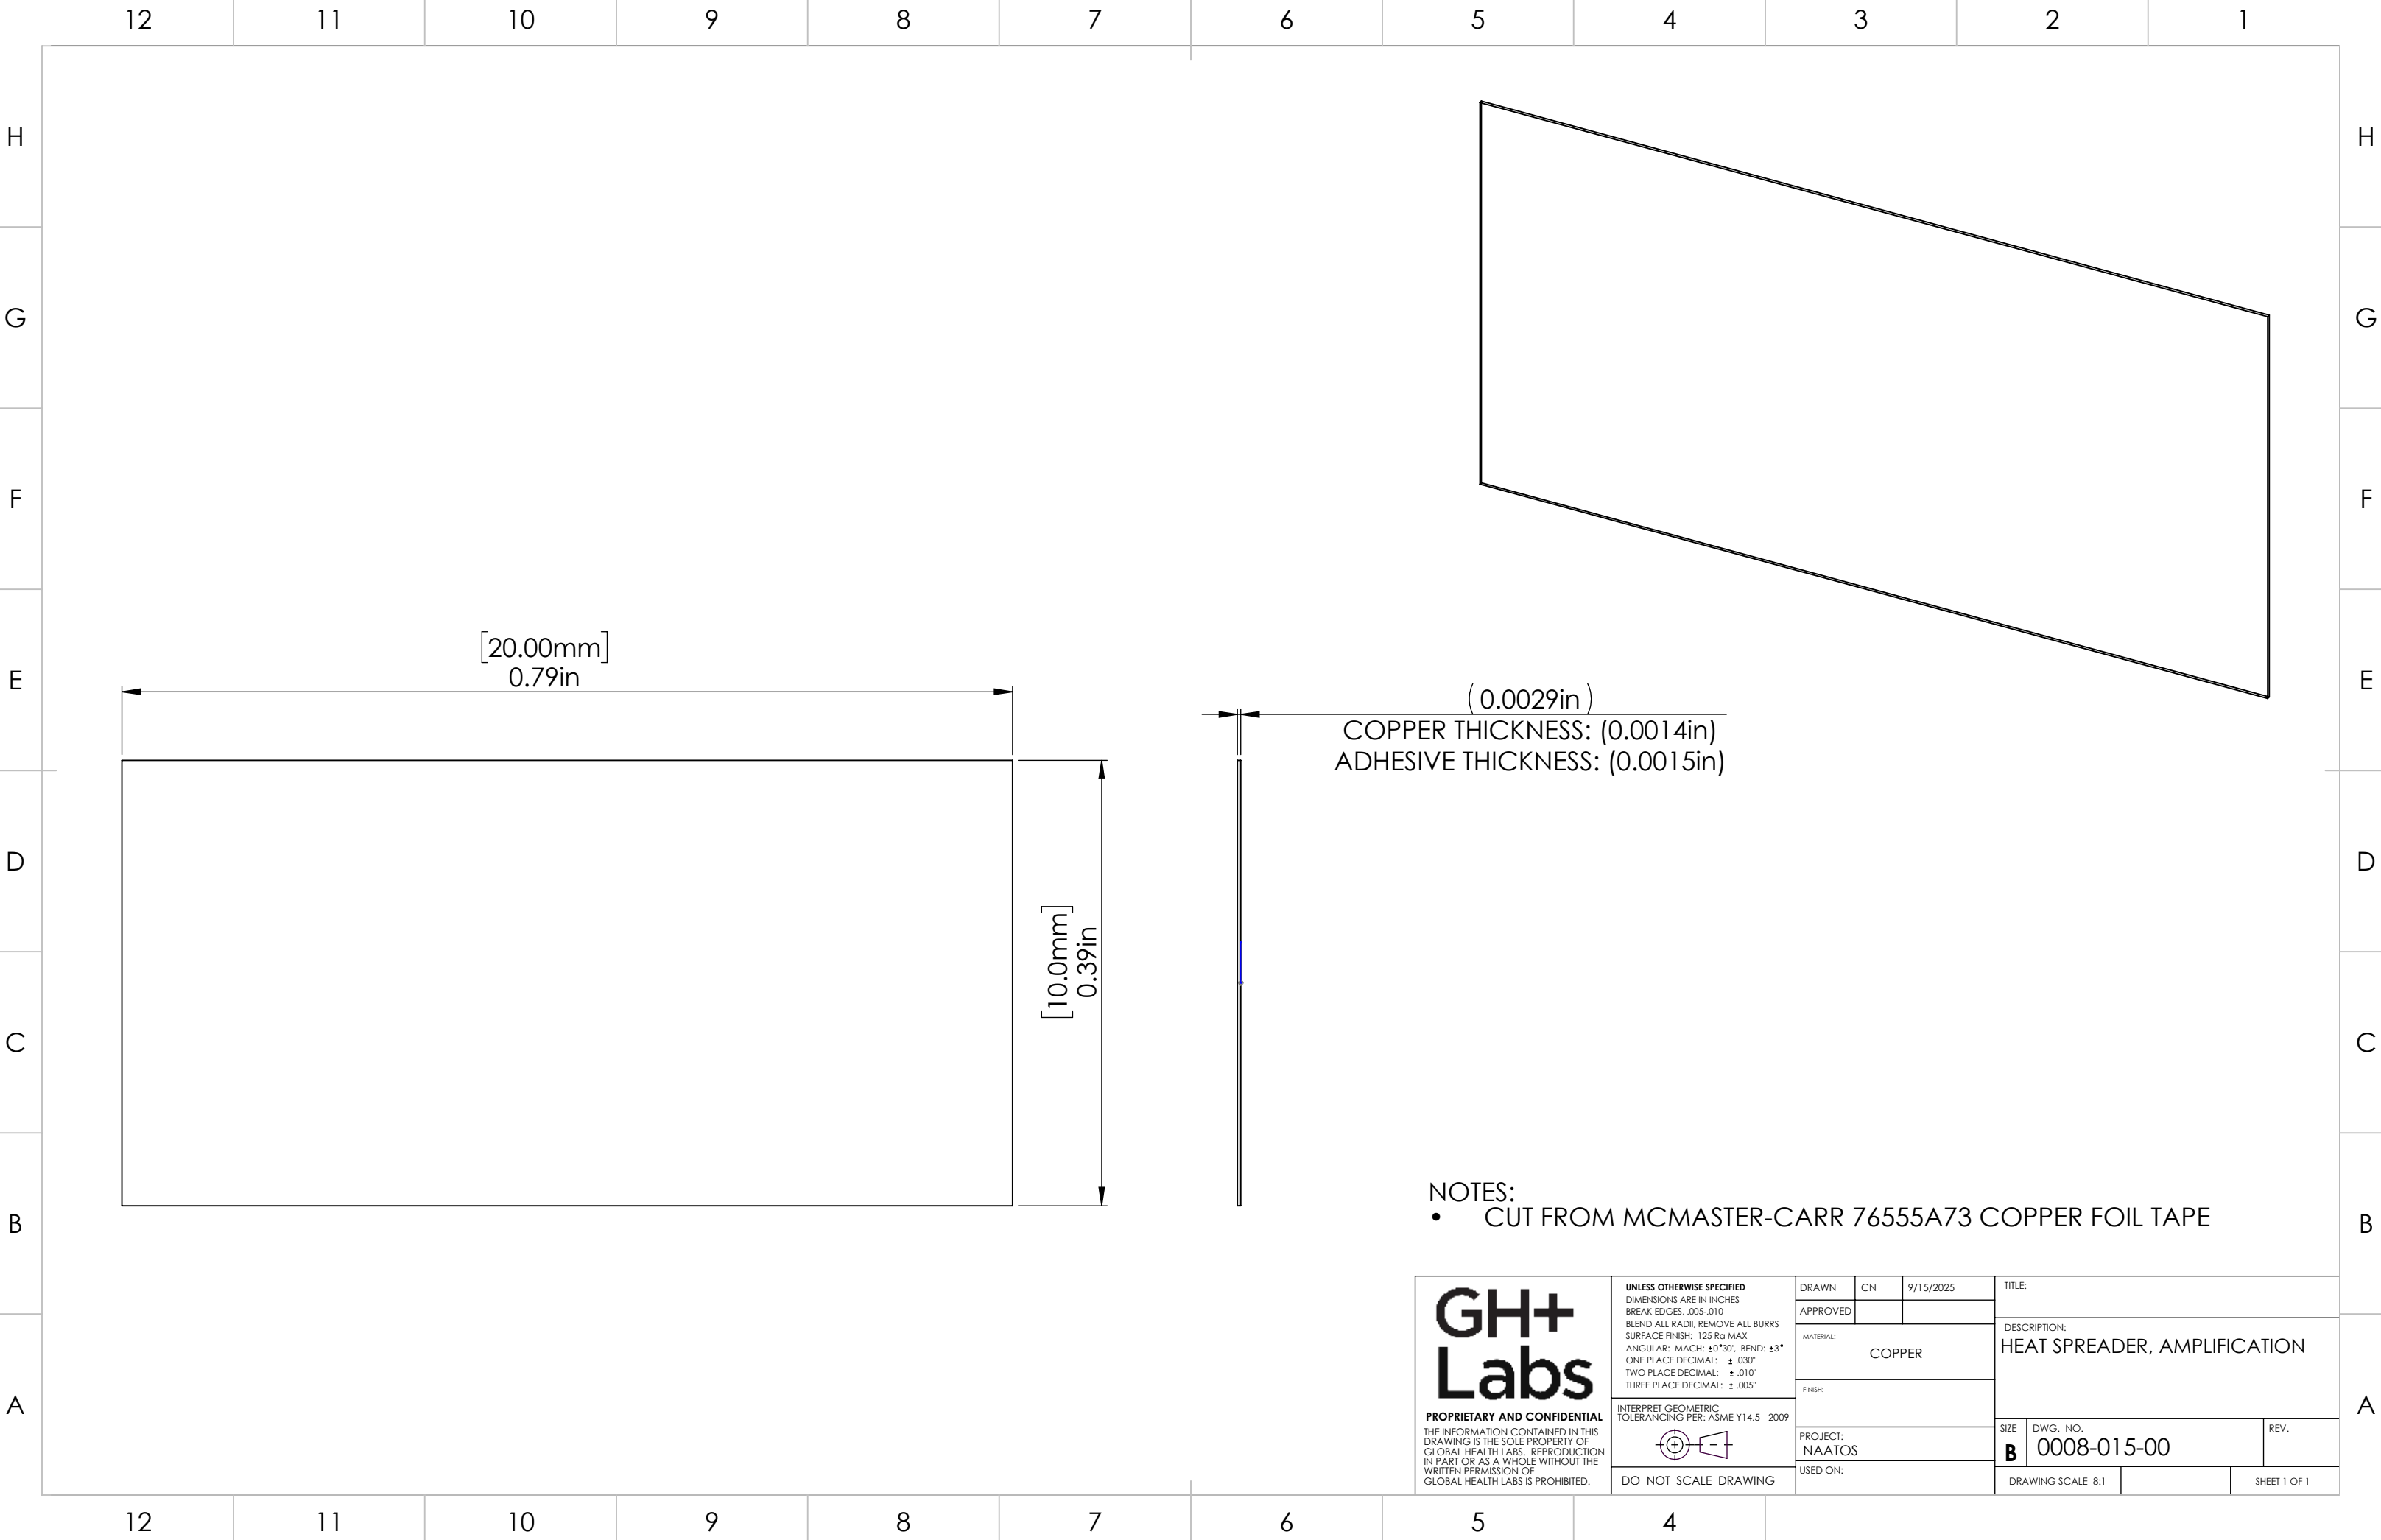 12 11 10 9 8 7 6 5 4 3 2 1
H H
G G
F F
E E
D D
C C
B B
A A
[20.00mm]
0.79in
[10.0mm]
0.39in
(0.0029in)
COPPER THICKNESS: (0.0014in)
ADHESIVE THICKNESS: (0.0015in)
NOTES:
• CUT FROM MCMASTER-CARR 76555A73 COPPER FOIL TAPE
GH+
Labs
PROPRIETARY AND CONFIDENTIAL
THE INFORMATION CONTAINED IN THIS
DRAWING IS THE SOLE PROPERTY OF
GLOBAL HEALTH LABS. REPRODUCTION
IN PART OR AS A WHOLE WITHOUT THE
WRITTEN PERMISSION OF
GLOBAL HEALTH LABS IS PROHIBITED.
UNLESS OTHERWISE SPECIFIED
DIMENSIONS ARE IN INCHES
BREAK EDGES, .005-.010
BLEND ALL RADII, REMOVE ALL BURRS
SURFACE FINISH: 125 Ra MAX
ANGULAR: MACH: ±0°30', BEND: ±3°
ONE PLACE DECIMAL: ± .030"
TWO PLACE DECIMAL: ± .010"
THREE PLACE DECIMAL: ± .005"
INTERPRET GEOMETRIC
TOLERANCING PER: ASME Y14.5 - 2009
DO NOT SCALE DRAWING
DRAWN CN 9/15/2025
APPROVED
MATERIAL:
COPPER
FINISH:
PROJECT:
NAATOS
USED ON:
TITLE:
DESCRIPTION:
HEAT SPREADER, AMPLIFICATION
SIZE
B
DWG. NO.
0008-015-00
REV.
DRAWING SCALE 8:1
SHEET 1 OF 1
12 11 10 9 8 7 6 5 4